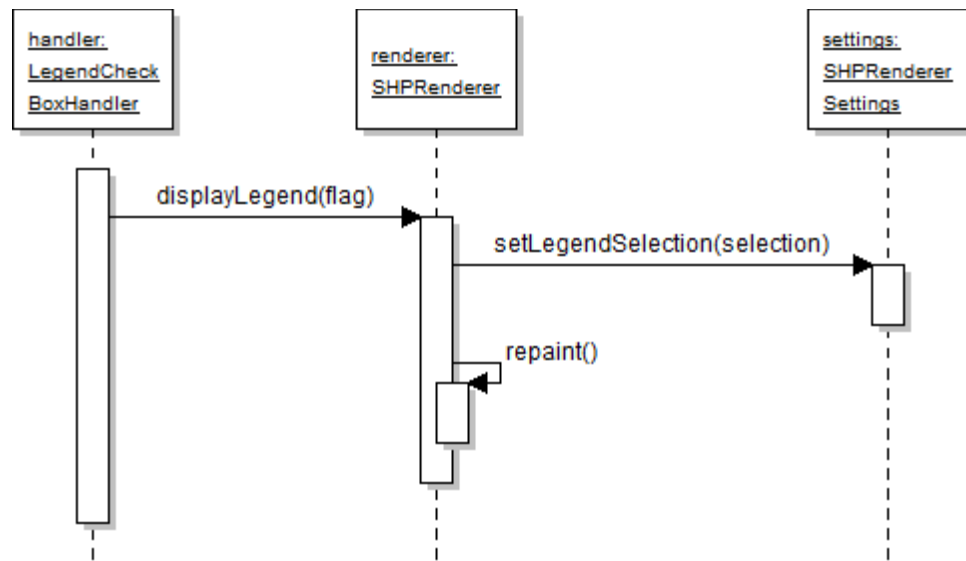 handler:
LegendCheck
BoxHandler
renderer:
SHPRenderer
settings:
SHPRenderer
Settings
displayLegend(flag)
setLegendSelection(selection)
repaint()